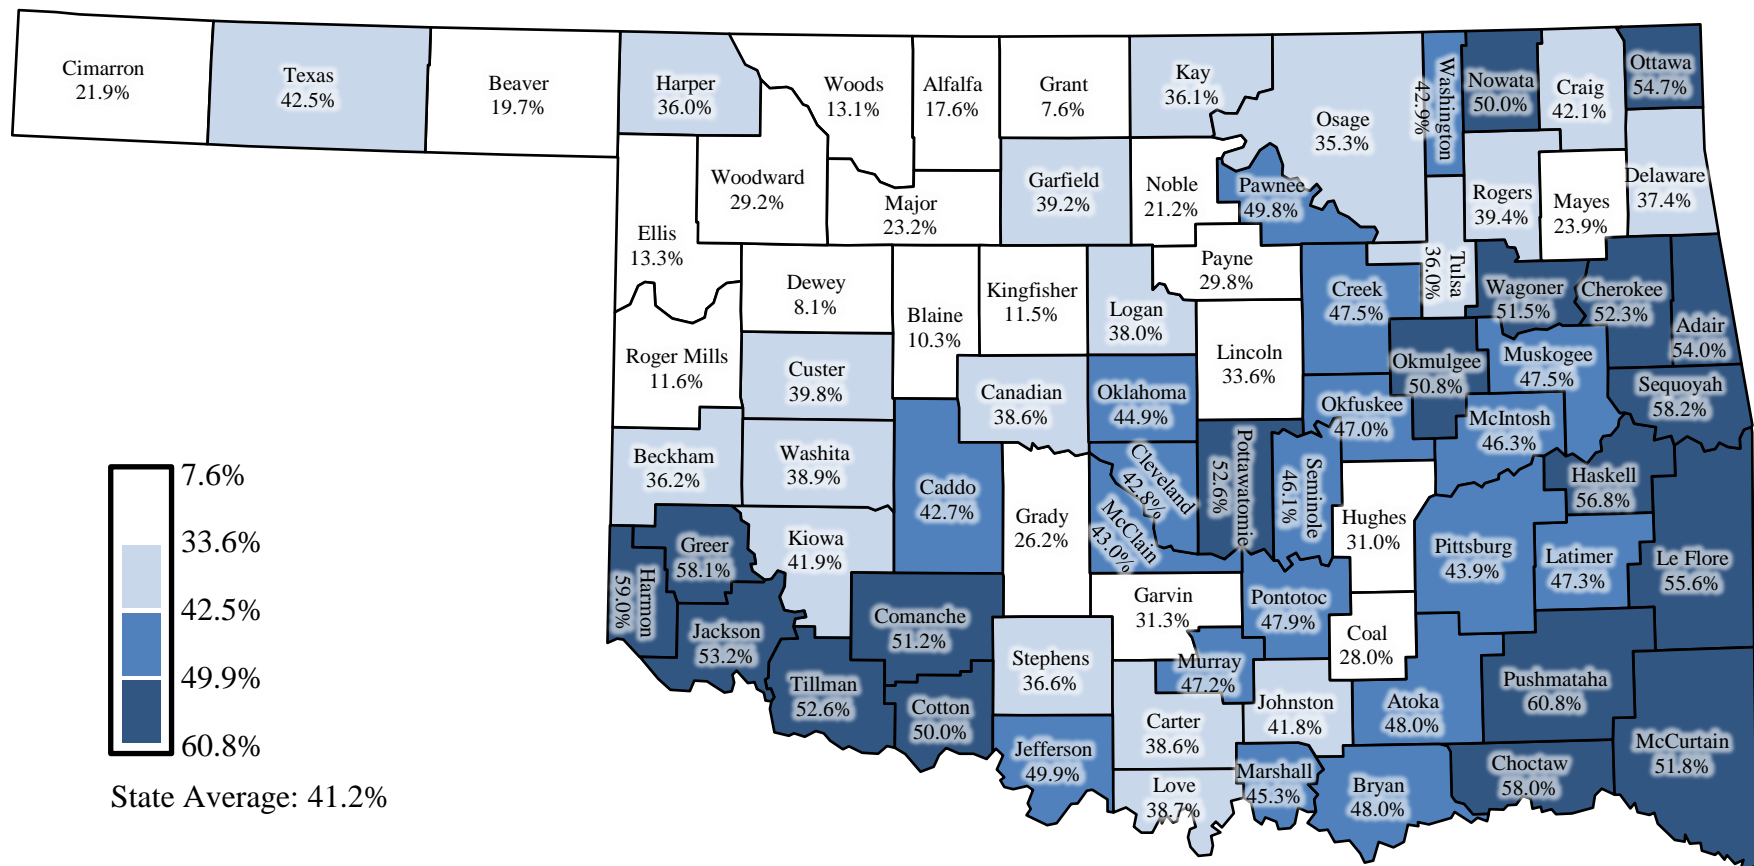 Cimarron
21.9%
Texas
42.5%
Beaver
19.7%
Harper
36.0%
Woods
13.1%
Alfalfa
17.6%
Grant
7.6%
Kay
36.1%
Osage
35.3%
Washington
42.9%
Nowata
50.0%
Craig
42.1%
Ottawa
54.7%
Woodward
29.2%
Major
23.2%
Garfield
39.2%
Noble
21.2%
Pawnee
49.8%
Rogers
39.4%
Mayes
23.9%
Delaware
37.4%
Ellis
13.3%
Dewey
8.1%
Blaine
10.3%
Kingfisher
11.5%
Logan
38.0%
Payne
29.8%
Creek
47.5%
Tulsa
36.0%
Wagoner
51.5%
Cherokee
52.3%
Adair
54.0%
Roger Mills
11.6%
Custer
39.8%
Canadian
38.6%
Oklahoma
44.9%
Lincoln
33.6%
Okmulgee
50.8%
Muskogee
47.5%
Sequoyah
58.2%
Okfuskee
47.0%
McIntosh
46.3%
Beckham
36.2%
Washita
38.9%
Caddo
42.7%
Grady
26.2%
Cleveland
42.8%
McClain
43.0%
Pottawatomie
52.6%
Seminole
46.1%
Hughes
31.0%
Haskell
56.8%
Pittsburg
43.9%
Latimer
47.3%
Le Flore
55.6%
Greer
58.1%
Kiowa
41.9%
Harmon
59.0%
Jackson
53.2%
Comanche
51.2%
Garvin
31.3%
Pontotoc
47.9%
Coal
28.0%
Stephens
36.6%
Murray
47.2%
Tillman
52.6%
Cotton
50.0%
Carter
38.6%
Johnston
41.8%
Atoka
48.0%
Pushmataha
60.8%
McCurtain
51.8%
Jefferson
49.9%
Love
38.7%
Marshall
45.3%
Bryan
48.0%
Choctaw
58.0%
7.6%
33.6%
42.5%
49.9%
60.8%
State Average: 41.2%